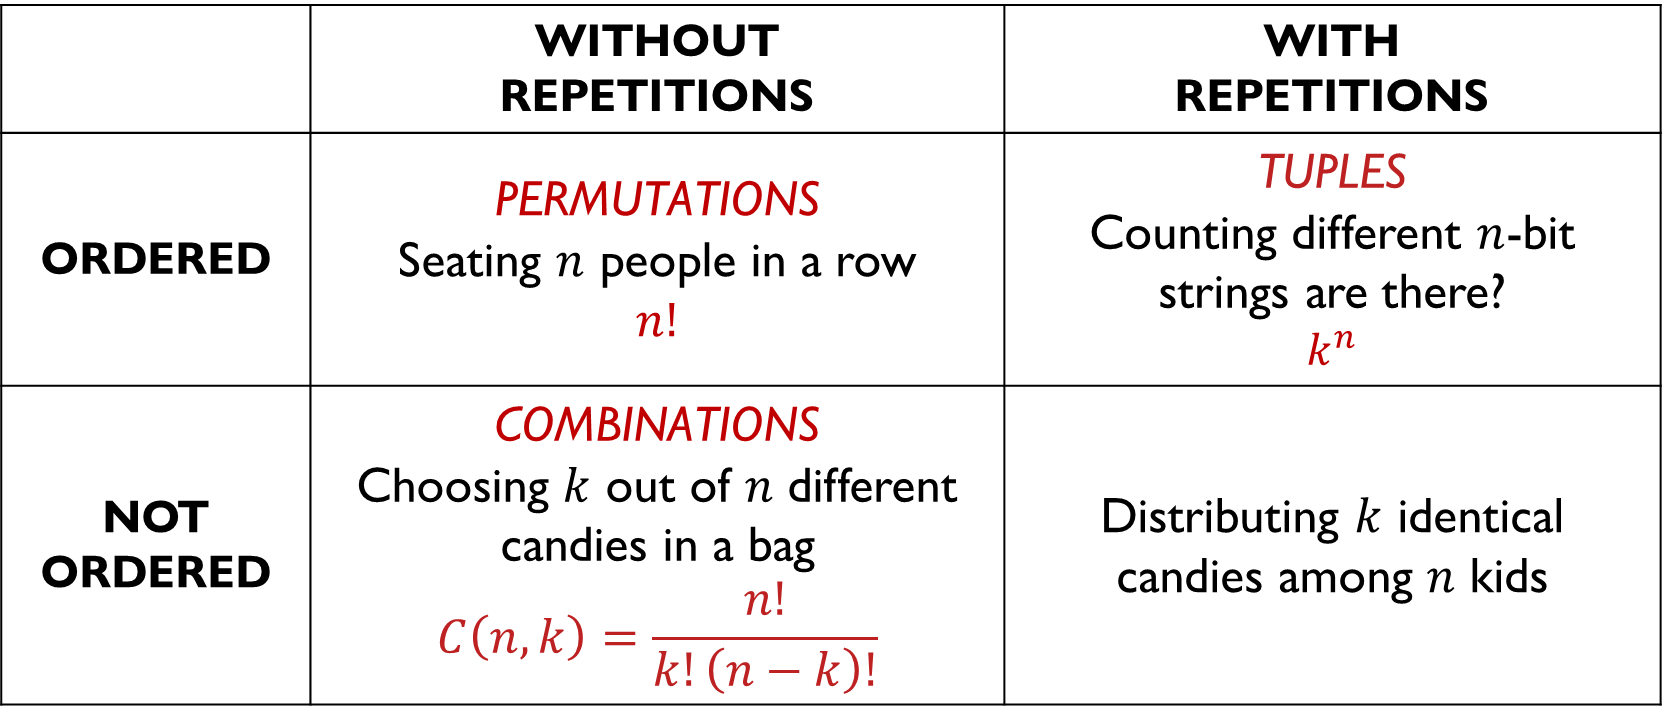 WITHOUT
REPETITIONS
WITH
REPETITIONS
ORDERED
PERMUTATIONS
Seating n people in a row
n!
TUPLES
Counting different n-bit
strings are there?
kⁿ
NOT
ORDERED
COMBINATIONS
Choosing k out of n different
candies in a bag
C(n, k) = n! / k! (n − k)!
Distributing k identical
candies among n kids